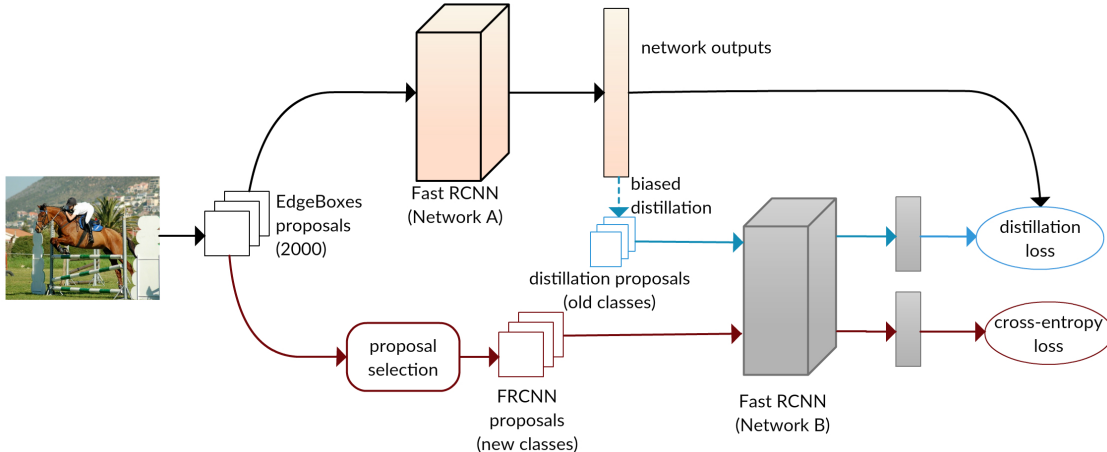 network outputs
Fast RCNN
(Network A)
EdgeBoxes
proposals
(2000)
biased
distillation
distillation proposals
(old classes)
distillation
loss
proposal
selection
FRCNN
proposals
(new classes)
Fast RCNN
(Network B)
cross-entropy
loss